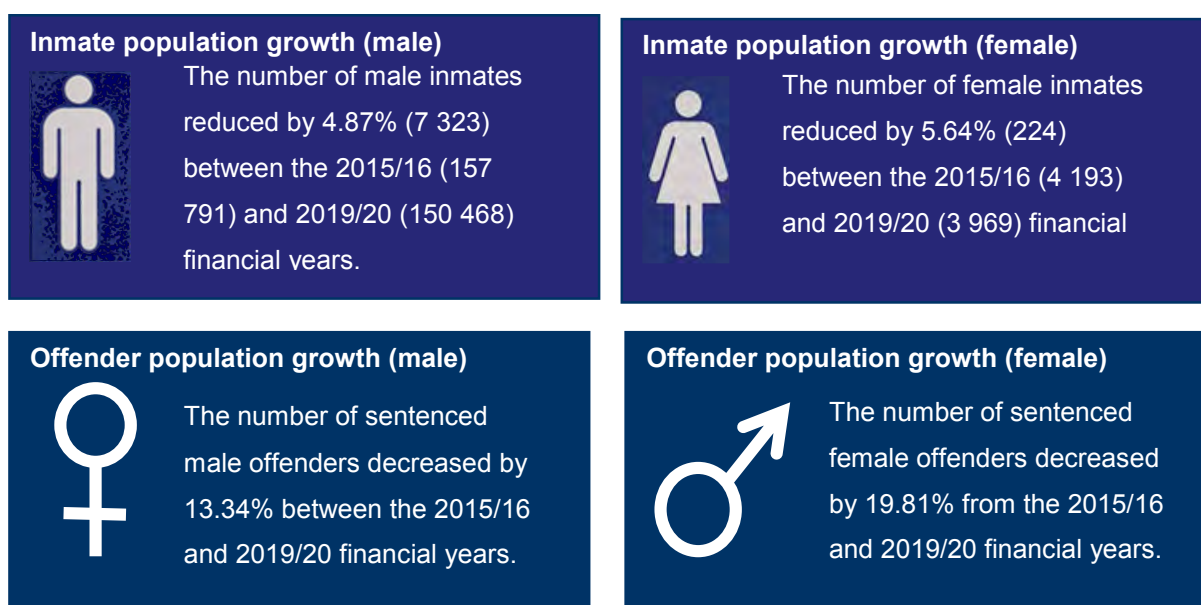 Inmate population growth (male)
The number of male inmates
reduced by 4.87% (7 323)
between the 2015/16 (157
791) and 2019/20 (150 468)
financial years.
Inmate population growth (female)
The number of female inmates
reduced by 5.64% (224)
between the 2015/16 (4 193)
and 2019/20 (3 969) financial
Offender population growth (male)
The number of sentenced
male offenders decreased by
13.34% between the 2015/16
and 2019/20 financial years.
Offender population growth (female)
The number of sentenced
female offenders decreased
by 19.81% from the 2015/16
and 2019/20 financial years.